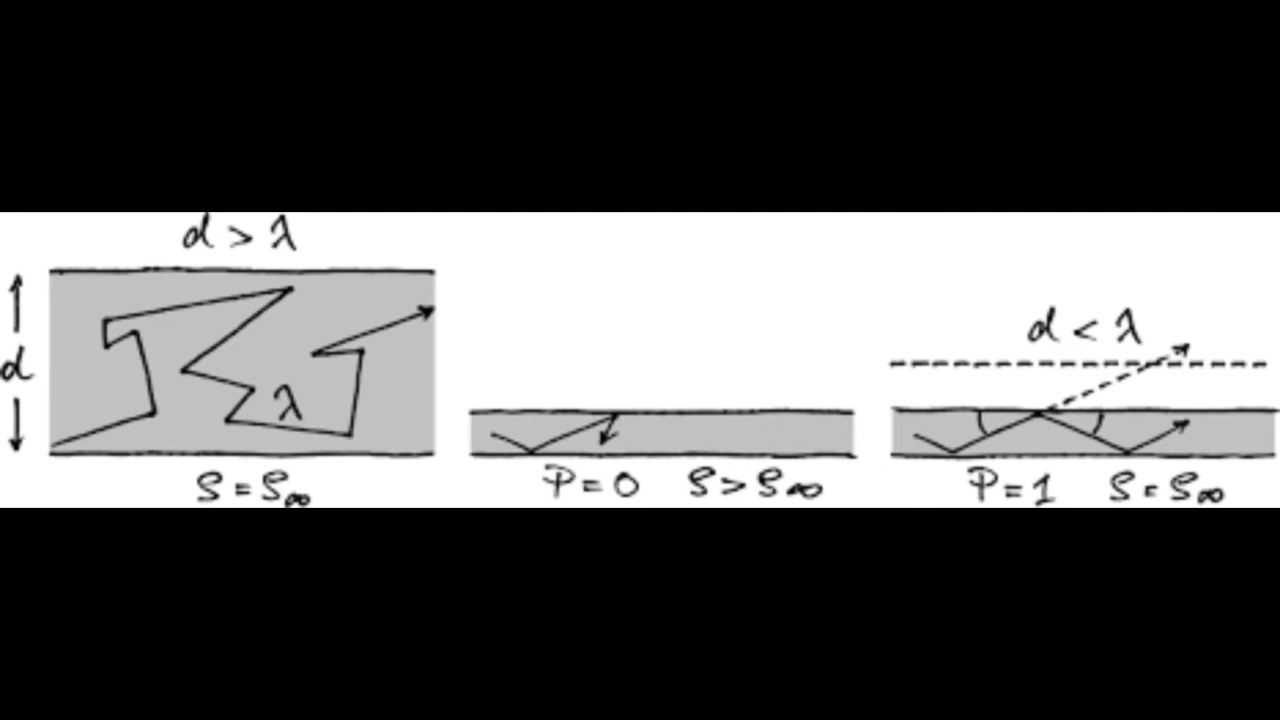 d > λ
d
λ
ρ = ρ∞
P = 0 ρ > ρ∞
d < λ
P = 1 ρ = ρ∞